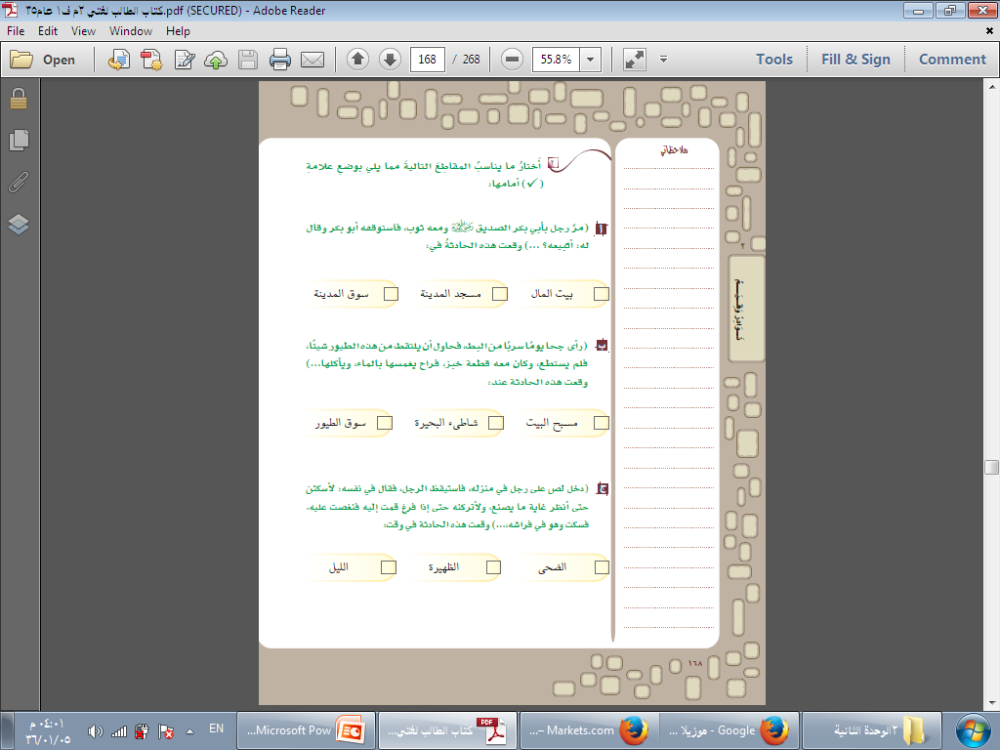 كتاب الطالب لغتي ٢م ف١ عام٣٥.pdf (SECURED) - Adobe Reader
File Edit View Window Help
Open 168 / 268 55.8% Tools Fill & Sign Comment
ملاحظاتي
أَختارُ ما يناسبُ المقاطِعَ التاليةَ مما يلي بوضعِ علامةِ
(✓) أمامها:
أ (مرَّ رجل بأبي بكر الصديق ﷺ ومعه ثوب، فاستوقفه أبو بكر وقال
له: أتبيعه؟ ...) وقعت هذه الحادثةُ في:
بيت المال مسجد المدينة سوق المدينة
ب (رأى جحا يومًا سربًا من البط، فحاول أن يلتقط من هذه الطيور شيئًا،
فلم يستطع، وكان معه قطعة خبز، فراح يغمسها بالماء، ويأكلها...)
وقعت هذه الحادثة عند:
مسبح البيت شاطىء البحيرة سوق الطيور
ج (دخل لص على رجل في منزله، فاستيقظ الرجل، فقال في نفسه: لأسكتن
حتى أنظر غاية ما يصنع، ولأتركنه حتى إذا فرغ قمت إليه فنغصت عليه،
فسكت وهو في فراشه،...) وقعت هذه الحادثة في وقت:
الضحى الظهيرة الليل
٢
نوادِرُ وقِيَمٌ
١٦٨
٠٤:٠١ م
٣٦/٠١/٠٥
EN
...Microsoft Pow
كتاب الطالب لغتي...
...– Markets.com
Google - موزيلا ...
٢الوحدة الثانية